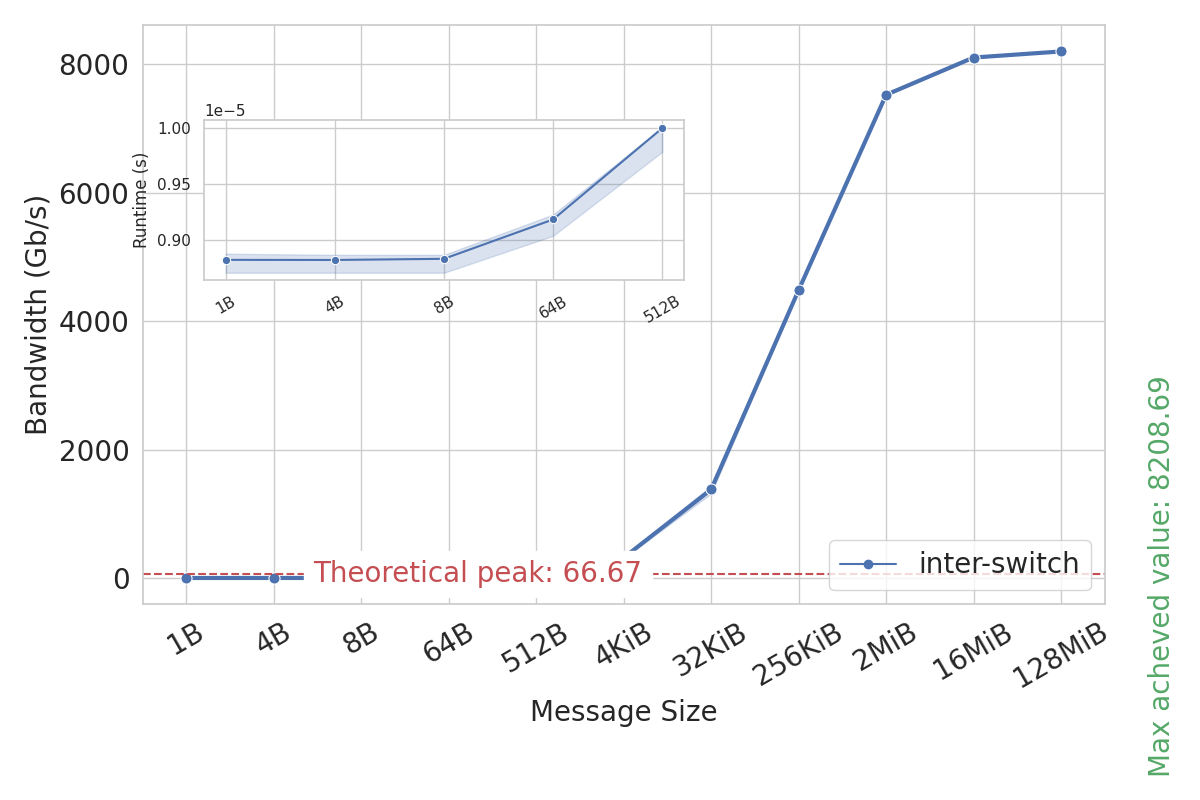 8000
6000
4000
2000
0
Bandwidth (Gb/s)
1e−5
1.00
0.95
0.90
Runtime (s)
1B
4B
8B
64B
512B
Theoretical peak: 66.67
inter-switch
1B
4B
8B
64B
512B
4KiB
32KiB
256KiB
2MiB
16MiB
128MiB
Message Size
Max acheved value: 8208.69